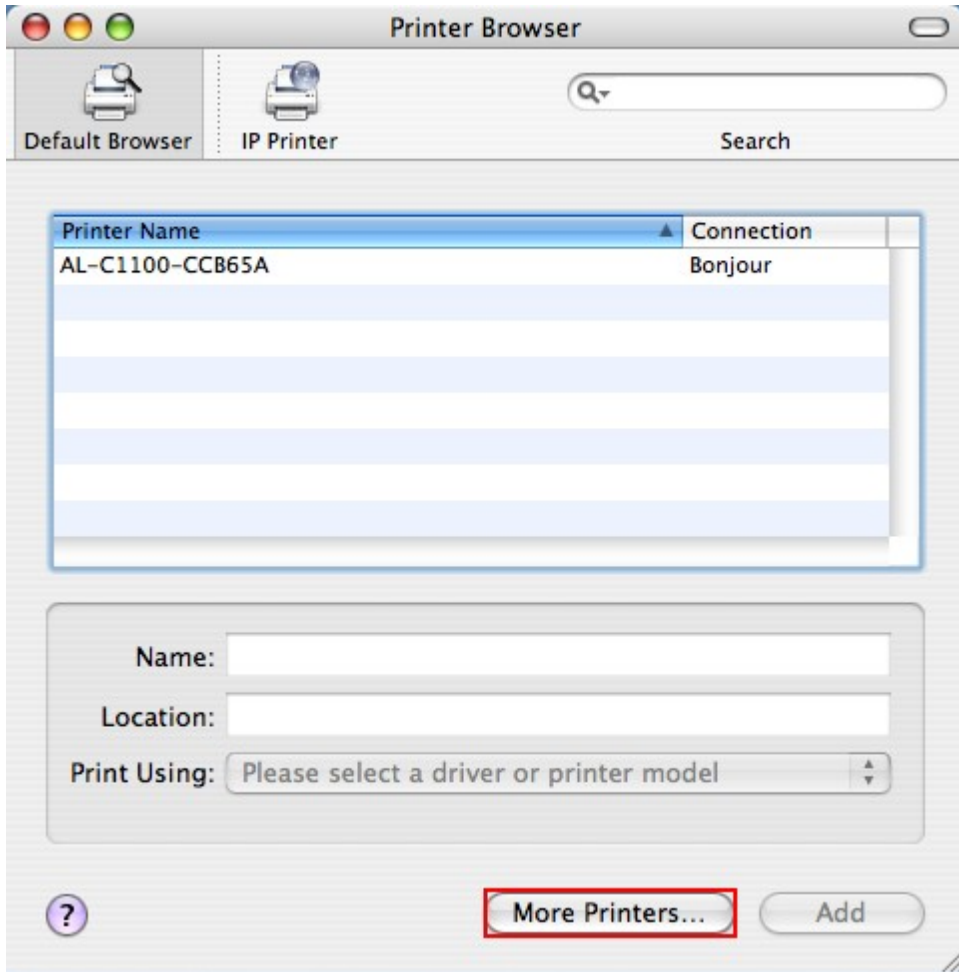 Printer Browser
Default Browser
IP Printer
Search
Printer Name Connection
AL-C1100-CCB65A Bonjour
Name:
Location:
Print Using: Please select a driver or printer model
? More Printers... Add